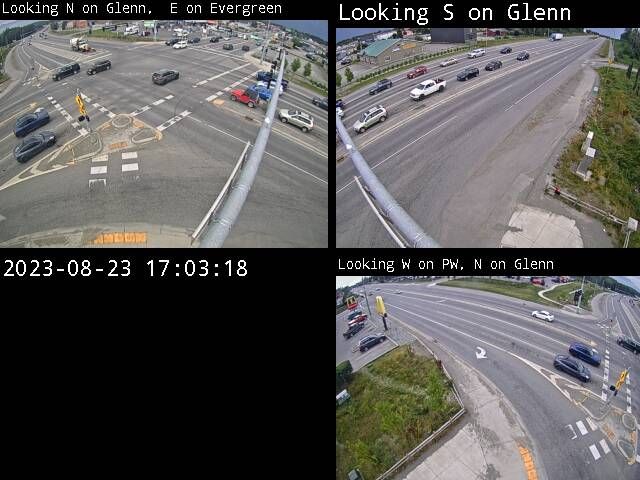 Looking N on Glenn, E on Evergreen
Looking S on Glenn
2023-08-23 17:03:18
Looking W on PW, N on Glenn